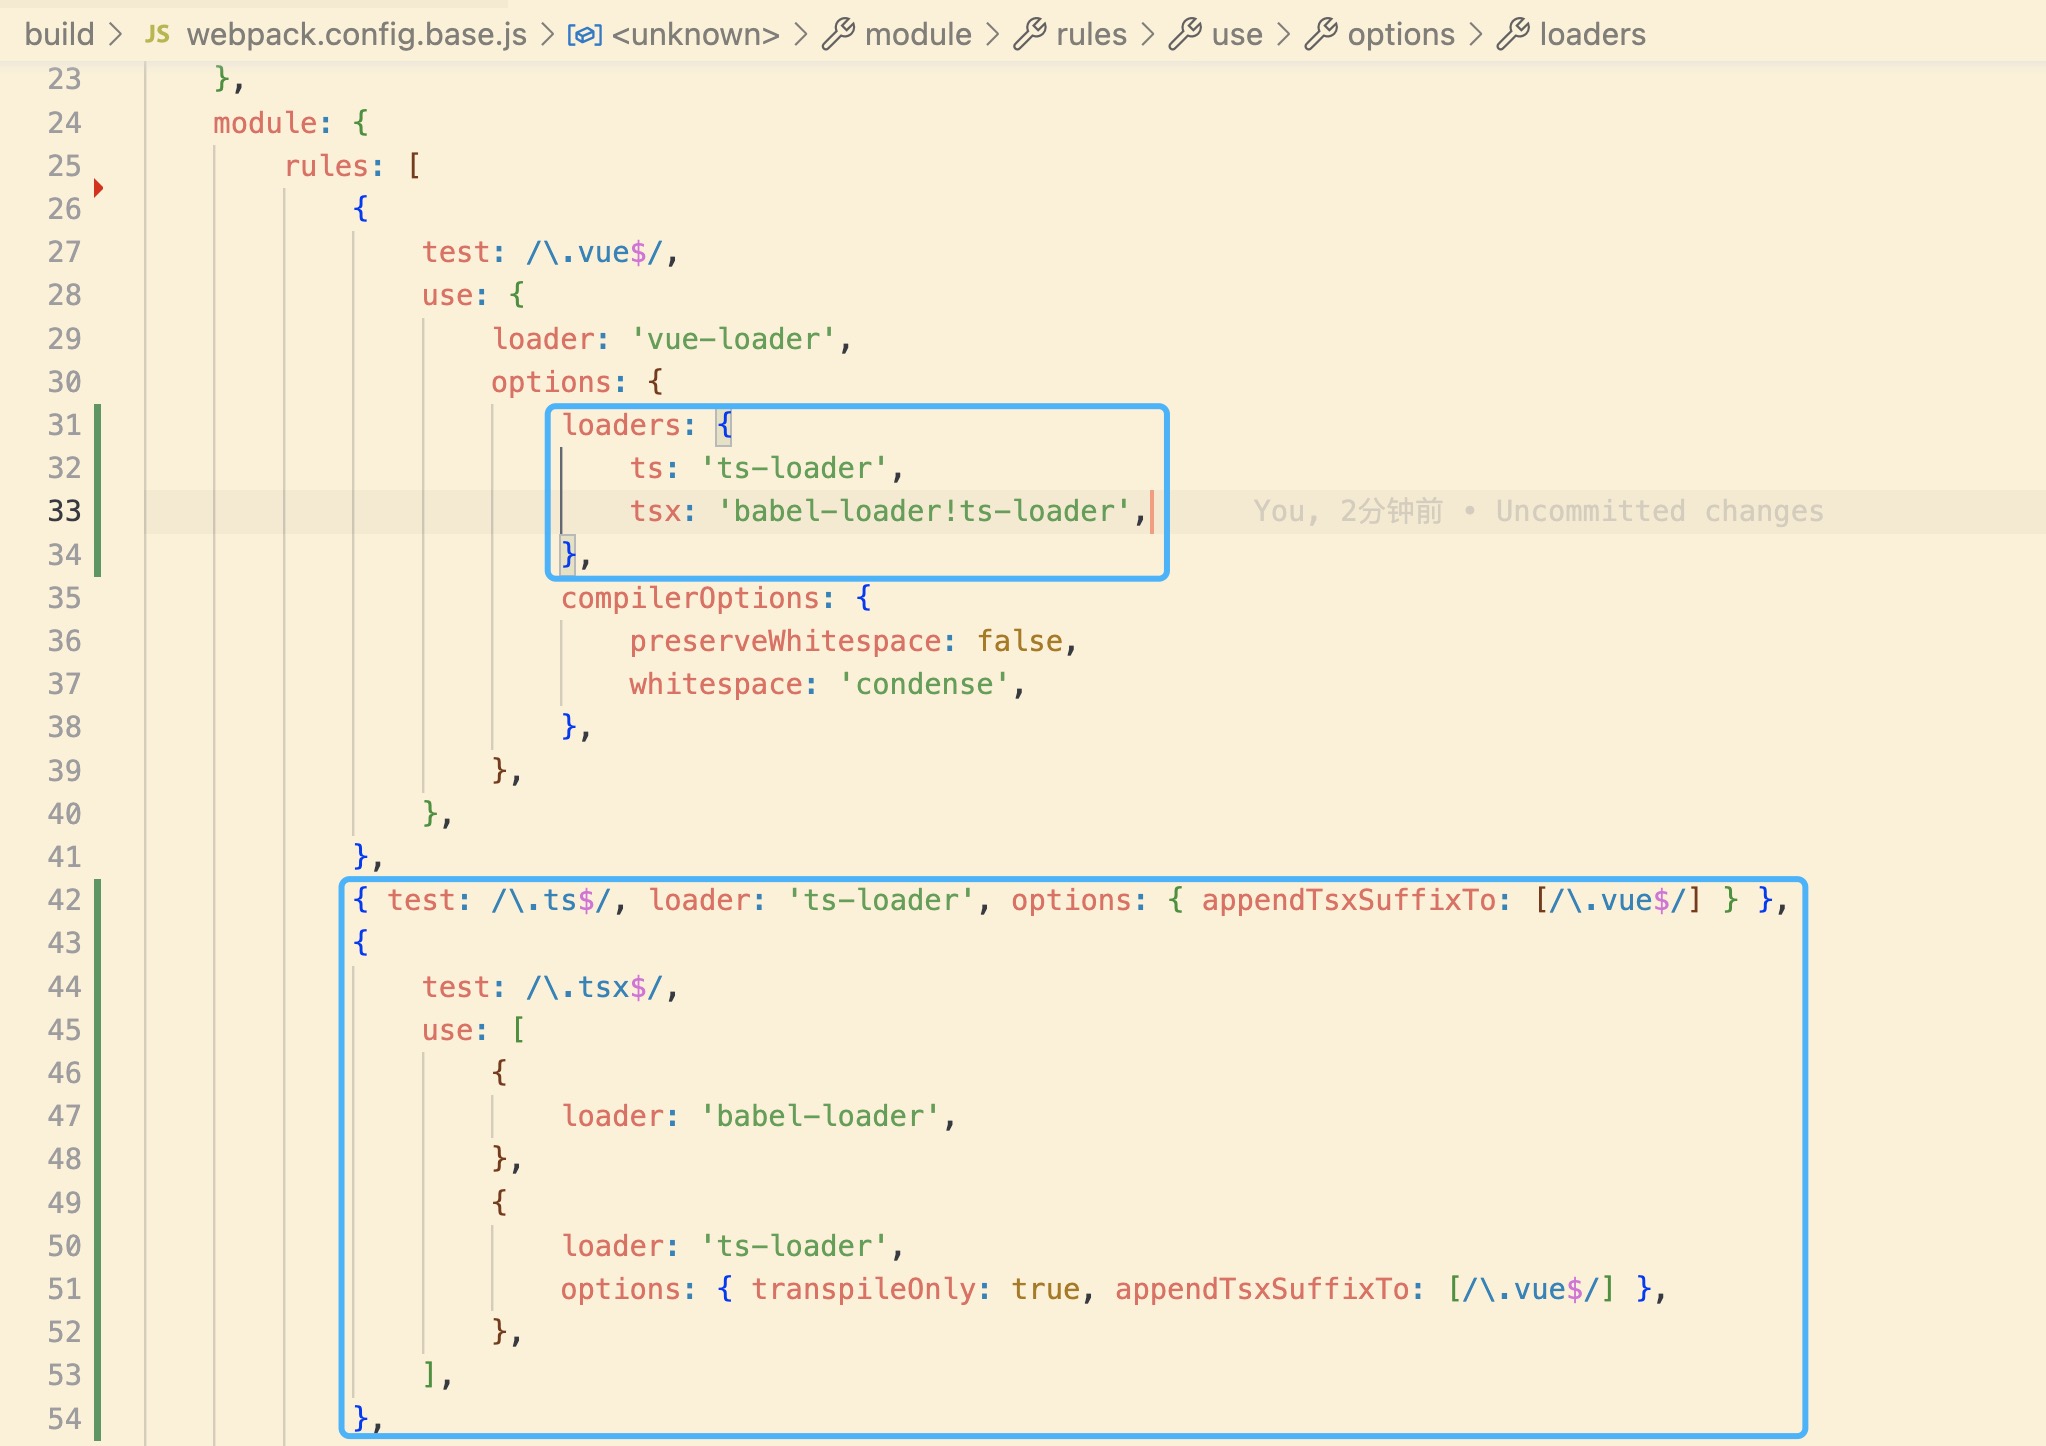 build > JS webpack.config.base.js > <unknown> > module > rules > use > options > loaders
23 },
24 module: {
25 rules: [
26 {
27 test: /\.vue$/,
28 use: {
29 loader: 'vue-loader',
30 options: {
31 loaders: {
32 ts: 'ts-loader',
33 tsx: 'babel-loader!ts-loader', You, 2分钟前 • Uncommitted changes
34 },
35 compilerOptions: {
36 preserveWhitespace: false,
37 whitespace: 'condense',
38 },
39 },
40 },
41 },
42 { test: /\.ts$/, loader: 'ts-loader', options: { appendTsxSuffixTo: [/\.vue$/] } },
43 {
44 test: /\.tsx$/,
45 use: [
46 {
47 loader: 'babel-loader',
48 },
49 {
50 loader: 'ts-loader',
51 options: { transpileOnly: true, appendTsxSuffixTo: [/\.vue$/] },
52 },
53 ],
54 },